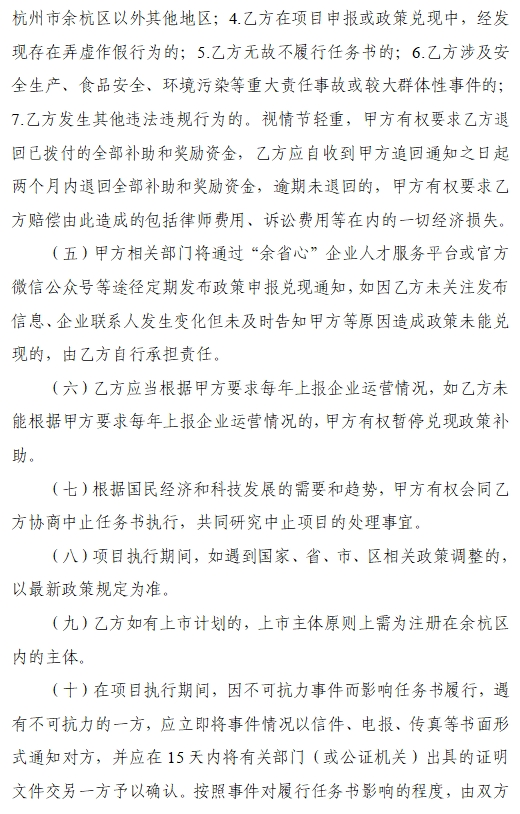 杭州市余杭区以外其他地区；4.乙方在项目申报或政策兑现中，经发
现存在弄虚作假行为的；5.乙方无故不履行任务书的；6.乙方涉及安
全生产、食品安全、环境污染等重大责任事故或较大群体性事件的；
7.乙方发生其他违法违规行为的。视情节轻重，甲方有权要求乙方退
回已拨付的全部补助和奖励资金，乙方应自收到甲方追回通知之日起
两个月内退回全部补助和奖励资金，逾期未退回的，甲方有权要求乙
方赔偿由此造成的包括律师费用、诉讼费用等在内的一切经济损失。
（五）甲方相关部门将通过“余省心”企业人才服务平台或官方
微信公众号等途径定期发布政策申报兑现通知，如因乙方未关注发布
信息、企业联系人发生变化但未及时告知甲方等原因造成政策未能兑
现的，由乙方自行承担责任。
（六）乙方应当根据甲方要求每年上报企业运营情况，如乙方未
能根据甲方要求每年上报企业运营情况的，甲方有权暂停兑现政策补
助。
（七）根据国民经济和科技发展的需要和趋势，甲方有权会同乙
方协商中止任务书执行，共同研究中止项目的处理事宜。
（八）项目执行期间，如遇到国家、省、市、区相关政策调整的，
以最新政策规定为准。
（九）乙方如有上市计划的，上市主体原则上需为注册在余杭区
内的主体。
（十）在项目执行期间，因不可抗力事件而影响任务书履行，遇
有不可抗力的一方，应立即将事件情况以信件、电报、传真等书面形
式通知对方，并应在 15 天内将有关部门（或公证机关）出具的证明
文件交另一方予以确认。按照事件对履行任务书影响的程度，由双方